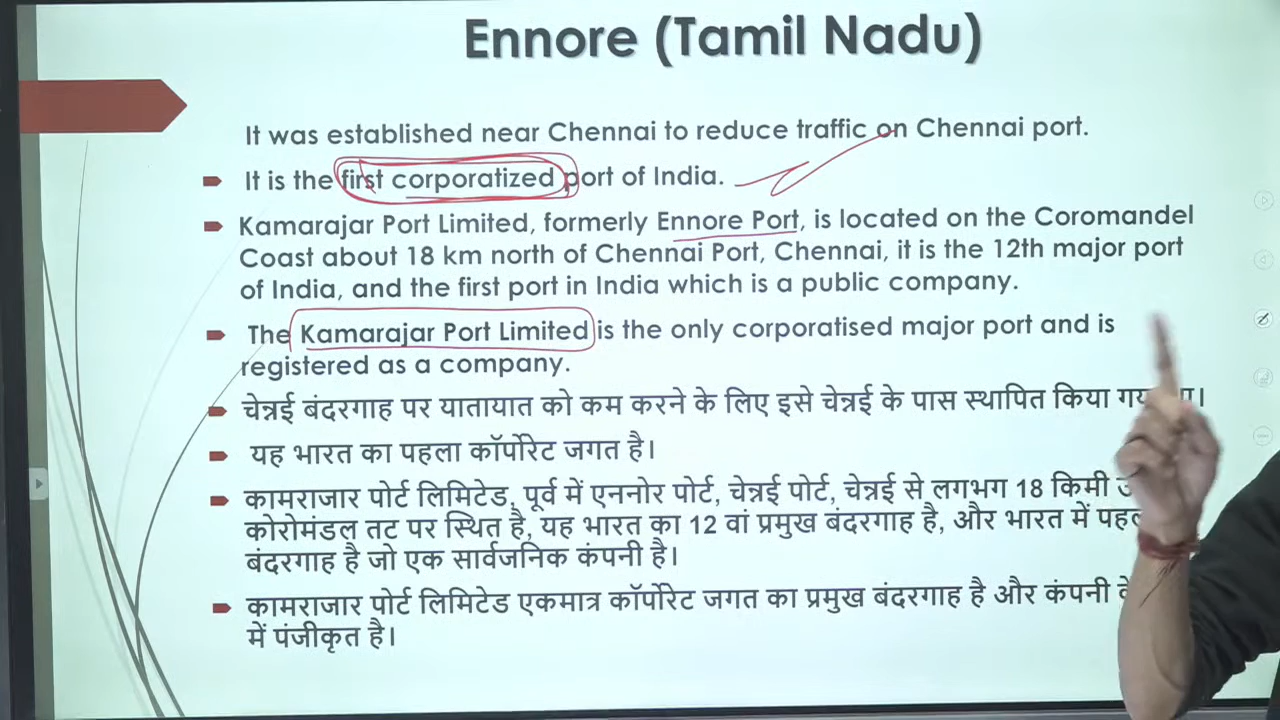 Ennore (Tamil Nadu)
It was established near Chennai to reduce traffic on Chennai port.
It is the first corporatized port of India.
Kamarajar Port Limited, formerly Ennore Port, is located on the Coromandel
Coast about 18 km north of Chennai Port, Chennai, it is the 12th major port
of India, and the first port in India which is a public company.
The Kamarajar Port Limited is the only corporatised major port and is
registered as a company.
चेन्नई बंदरगाह पर यातायात को कम करने के लिए इसे चेन्नई के पास स्थापित किया
यह भारत का पहला कॉर्पोरेट जगत है।
कामराजार पोर्ट लिमिटेड, पूर्व में एननोर पोर्ट, चेन्नई पोर्ट, चेन्नई से लगभग 18 किमी
कोरोमंडल तट पर स्थित है, यह भारत का 12 वां प्रमुख बंदरगाह है, और भारत में
बंदरगाह है जो एक सार्वजनिक कंपनी है।
कामराजार पोर्ट लिमिटेड एकमात्र कॉर्पोरेट जगत का प्रमुख बंदरगाह है और कंपनी
में पंजीकृत है।